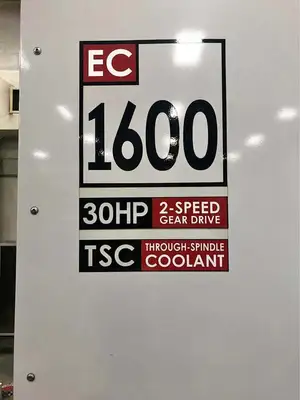 EC
1600
30HP 2-SPEED
GEAR DRIVE
TSC THROUGH-SPINDLE
COOLANT